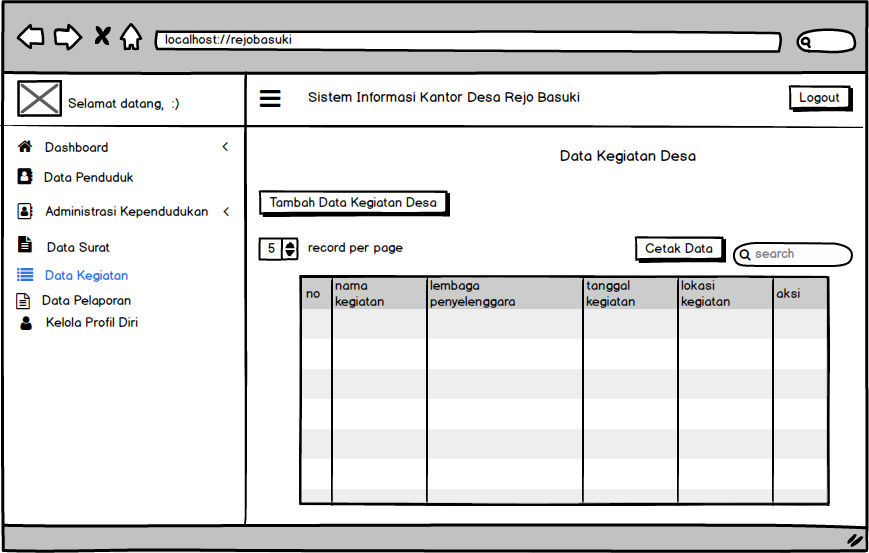 localhost://rejobasuki
Selamat datang, :)
Sistem Informasi Kantor Desa Rejo Basuki
Logout
Dashboard
Data Penduduk
Administrasi Kependudukan
Data Surat
Data Kegiatan
Data Pelaporan
Kelola Profil Diri
Data Kegiatan Desa
Tambah Data Kegiatan Desa
5 record per page
Cetak Data
search
no
nama
kegiatan
lembaga
penyelenggara
tanggal
kegiatan
lokasi
kegiatan
aksi